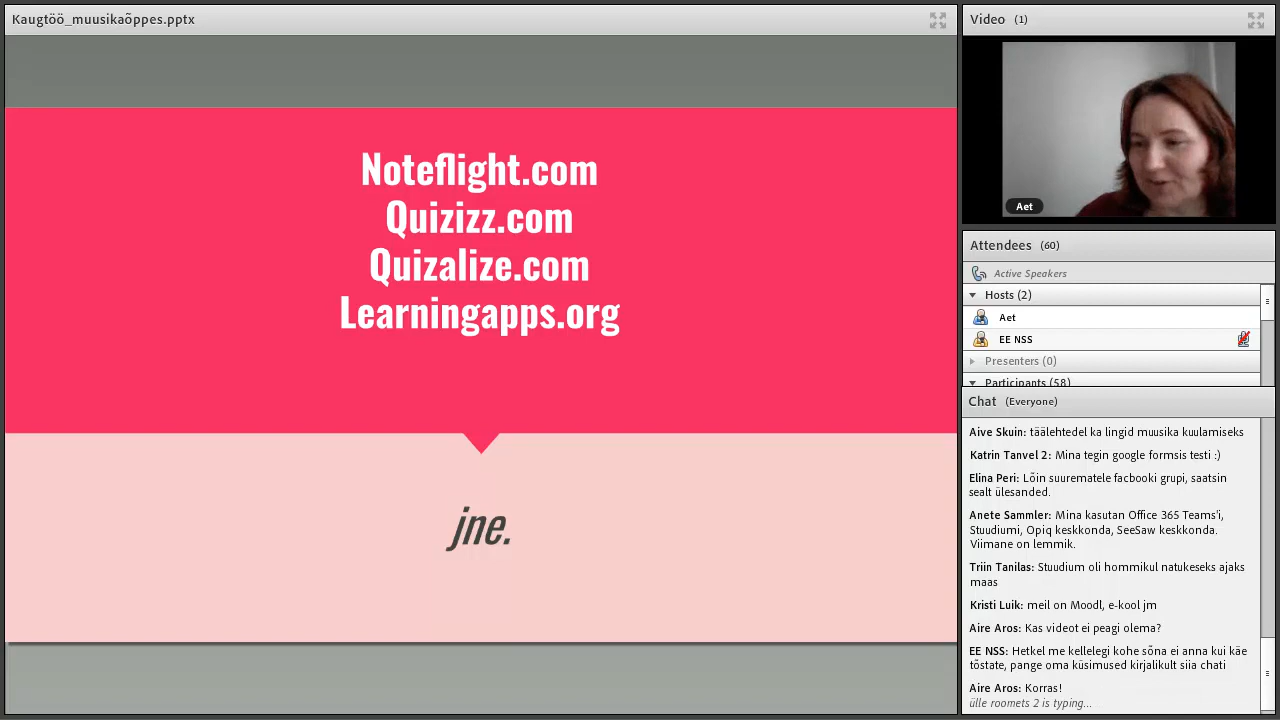 Kaugtöö_muusikaõppes.pptx
Noteflight.com
Quizizz.com
Quizalize.com
Learningapps.org
jne.
Video (1)
Aet
Attendees (60)
Active Speakers
Hosts (2)
Aet
EE NSS
Presenters (0)
Participants (58)
Chat (Everyone)
Aive Skuin: täälehtedel ka lingid muusika kuulamiseks
Katrin Tanvel 2: Mina tegin google formsis testi :)
Elina Peri: Lõin suurematele facbooki grupi, saatsin
sealt ülesanded.
Anete Sammler: Mina kasutan Office 365 Teams'i,
Stuudiumi, Opiq keskkonda, SeeSaw keskkonda.
Viimane on lemmik.
Triin Tanilas: Stuudium oli hommikul natukeseks ajaks
maas
Kristi Luik: meil on Moodl, e-kool jm
Aire Aros: Kas videot ei peagi olema?
EE NSS: Hetkel me kellelegi kohe sõna ei anna kui käe
tõstate, pange oma küsimused kirjalikult siia chati
Aire Aros: Korras!
ülle roomets 2 is typing...